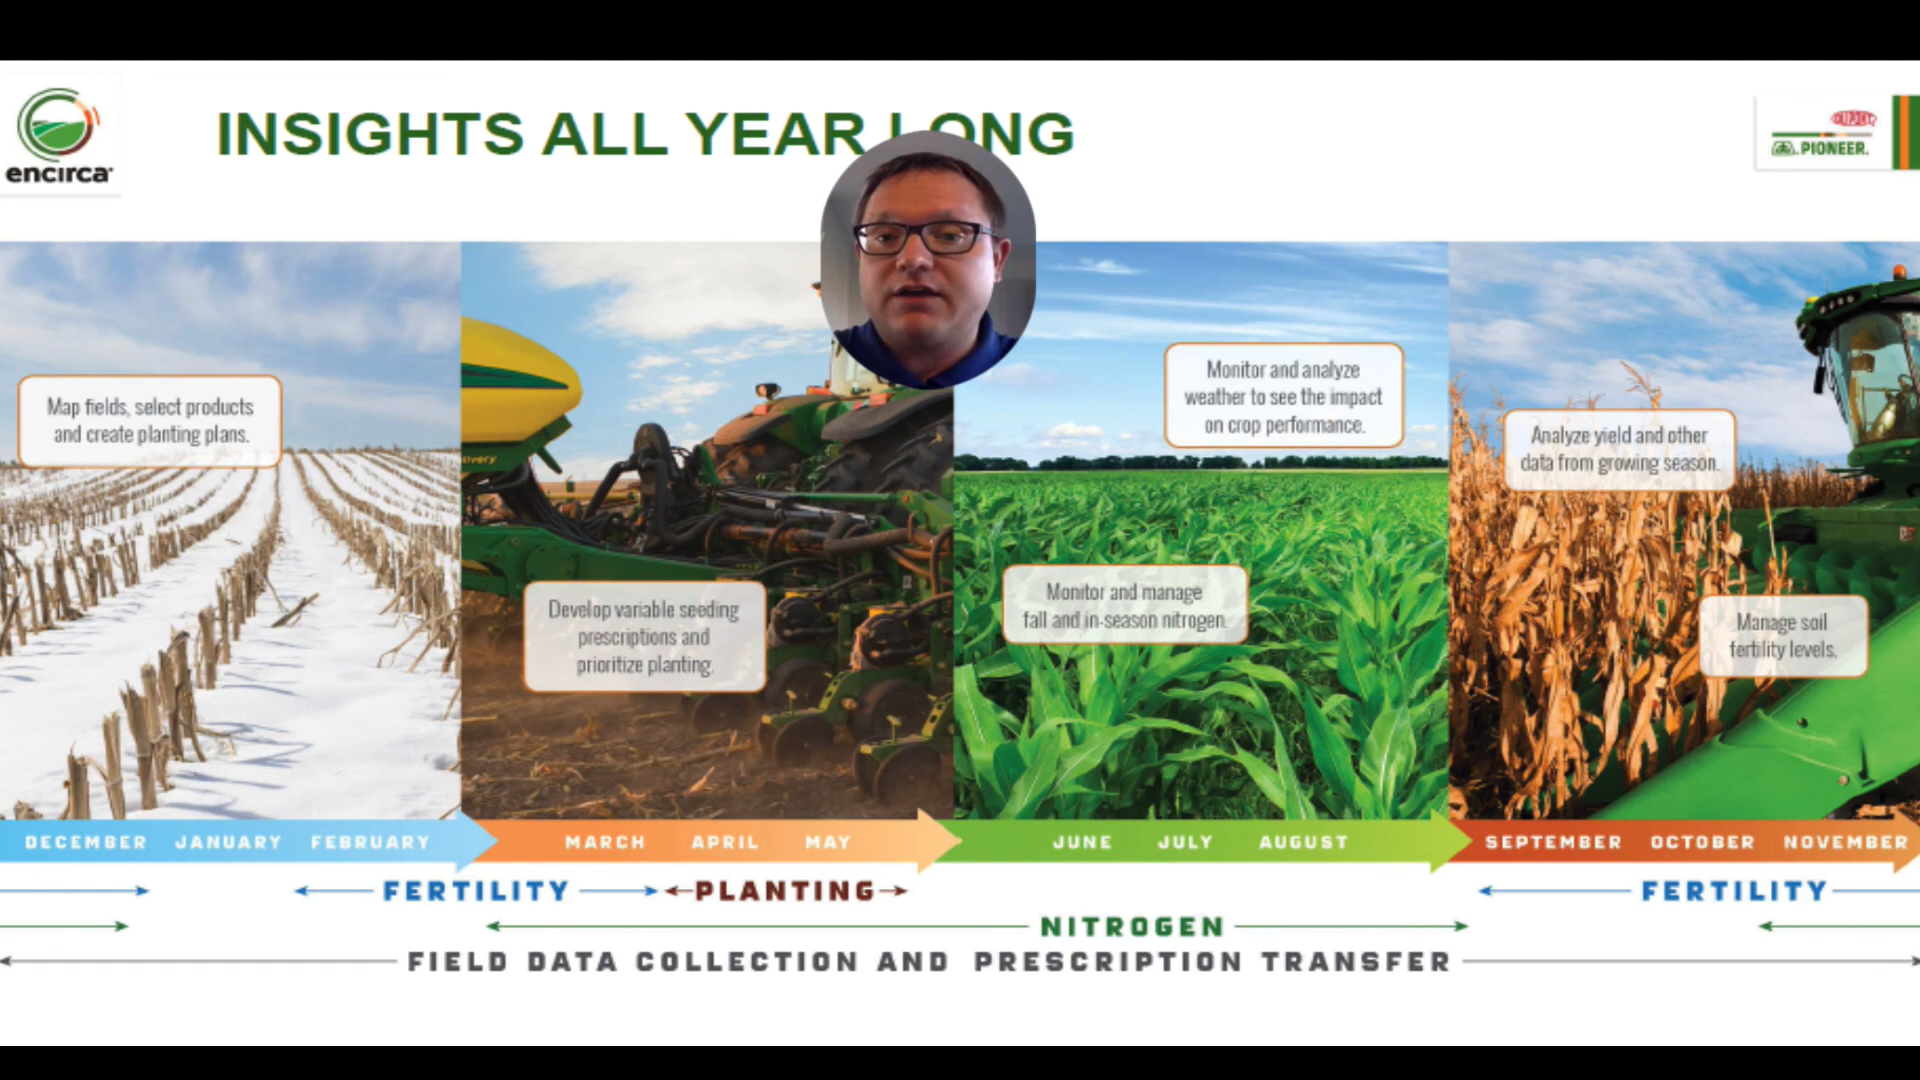 encirca
INSIGHTS ALL YEAR LONG
DUPONT
PIONEER.
Map fields, select products
and create planting plans.
Develop variable seeding
prescriptions and
prioritize planting.
Monitor and analyze
weather to see the impact
on crop performance.
Monitor and manage
fall and in-season nitrogen.
Analyze yield and other
data from growing season.
Manage soil
fertility levels.
DECEMBER JANUARY FEBRUARY MARCH APRIL MAY JUNE JULY AUGUST SEPTEMBER OCTOBER NOVEMBER
FERTILITY PLANTING FERTILITY
NITROGEN
FIELD DATA COLLECTION AND PRESCRIPTION TRANSFER